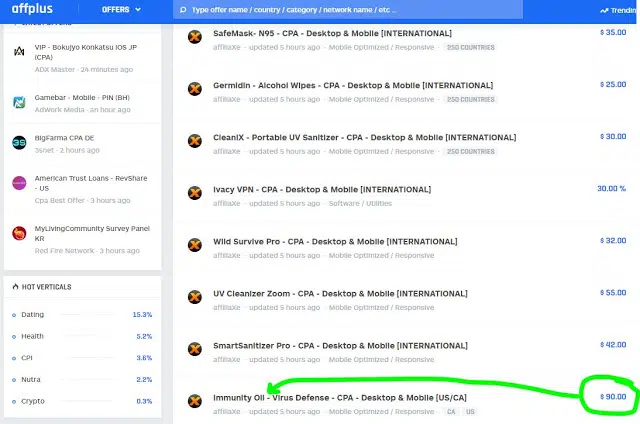 affplus
OFFERS
Type offer name / country / category / network name / etc ..
Trendin
VIP - Bokujyo Konkatsu IOS JP
(CPA)
ADX Master · 24 minutes ago
Gamebar - Mobile - PIN (BH)
AdWork Media · an hour ago
BigFarma CPA DE
3snet · 2 hours ago
American Trust Loans - RevShare
- US
Cpa Best Offer · 3 hours ago
MyLivingCommunity Survey Panel
KR
Red Fire Network · 3 hours ago
HOT VERTICALS
Dating 15.3%
Health 5.2%
CPI 3.6%
Nutra 2.2%
Crypto 0.3%
SafeMask- N95 - CPA - Desktop & Mobile [INTERNATIONAL] $ 35.00
affiliaXe · updated 5 hours ago · Mobile Optimized / Responsive · 250 COUNTRIES
Germidin - Alcohol Wipes - CPA - Desktop & Mobile [INTERNATIONAL] $ 25.00
affiliaXe · updated 5 hours ago · Mobile Optimized / Responsive · 250 COUNTRIES
CleanIX - Portable UV Sanitizer - CPA - Desktop & Mobile [INTERNATIONAL] $ 30.00
affiliaXe · updated 5 hours ago · Mobile Optimized / Responsive · 250 COUNTRIES
Ivacy VPN - CPA - Desktop & Mobile [INTERNATIONAL] 30.00 %
affiliaXe · updated 5 hours ago · Software / Utilities
Wild Survive Pro - CPA - Desktop & Mobile [INTERNATIONAL] $ 32.00
affiliaXe · updated 5 hours ago · Mobile Optimized / Responsive
UV Cleanizer Zoom - CPA - Desktop & Mobile [INTERNATIONAL] $ 55.00
affiliaXe · updated 5 hours ago · Mobile Optimized / Responsive
SmartSanitizer Pro - CPA - Desktop & Mobile [INTERNATIONAL] $ 42.00
affiliaXe · updated 5 hours ago · Mobile Optimized / Responsive
Immunity Oil - Virus Defense - CPA - Desktop & Mobile [US/CA] $ 90.00
affiliaXe · updated 5 hours ago · Mobile Optimized / Responsive · CA US